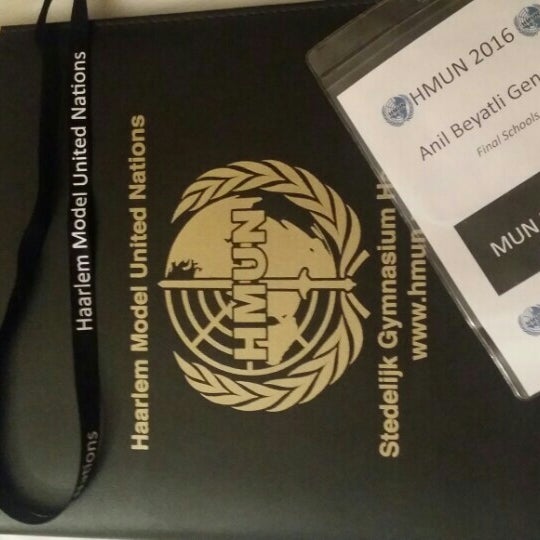 Haarlem Model United Nations
Haarlem Model United Nations
HMUN
Stedelijk Gymnasium
www.hmun
HMUN 2016
Anil Beyatli
Final Schools,
MUN